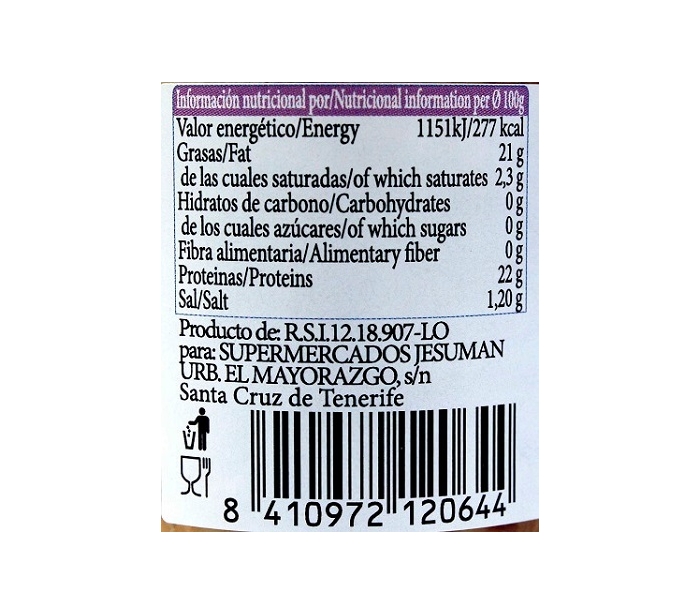 Información nutricional por/Nutricional information per Ø 100g
Valor energético/Energy 1151kJ/277 kcal
Grasas/Fat 21 g
de las cuales saturadas/of which saturates 2,3 g
Hidratos de carbono/Carbohydrates 0 g
de los cuales azúcares/of which sugars 0 g
Fibra alimentaria/Alimentary fiber 0 g
Proteinas/Proteins 22 g
Sal/Salt 1,20 g
Producto de: R.S.I.12.18.907-LO
para: SUPERMERCADOS JESUMAN
URB. EL MAYORAZGO, s/n
Santa Cruz de Tenerife
8 410972 120644